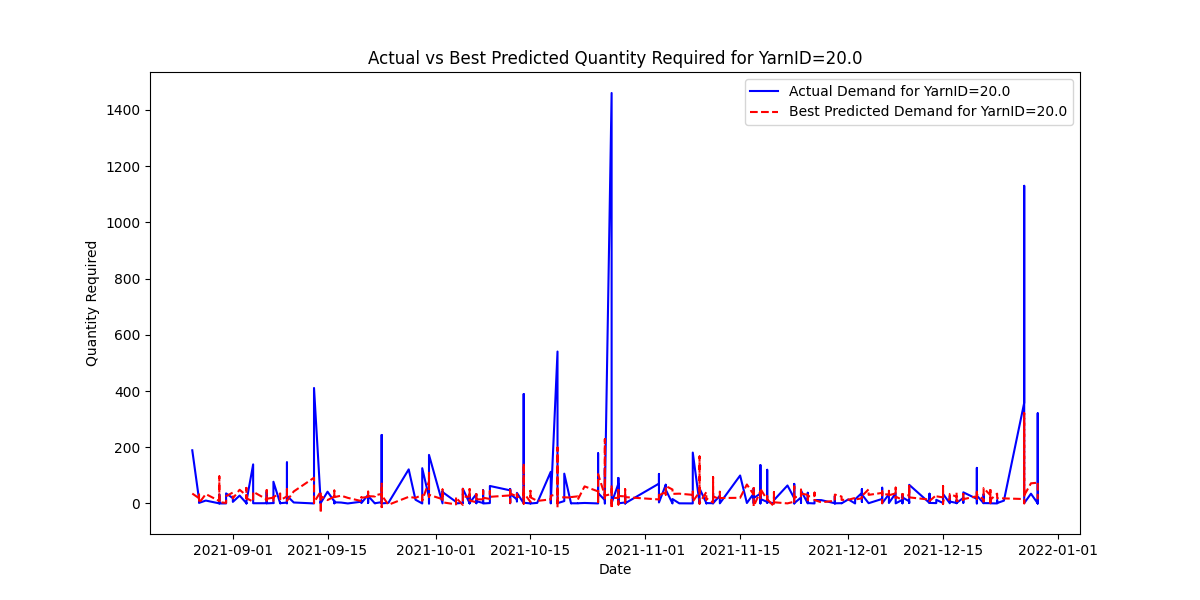 Actual vs Best Predicted Quantity Required for YarnID=20.0
Actual Demand for YarnID=20.0
Best Predicted Demand for YarnID=20.0
1400
1200
1000
800
600
400
200
0
Quantity Required
2021-09-01 2021-09-15 2021-10-01 2021-10-15 2021-11-01 2021-11-15 2021-12-01 2021-12-15 2022-01-01
Date